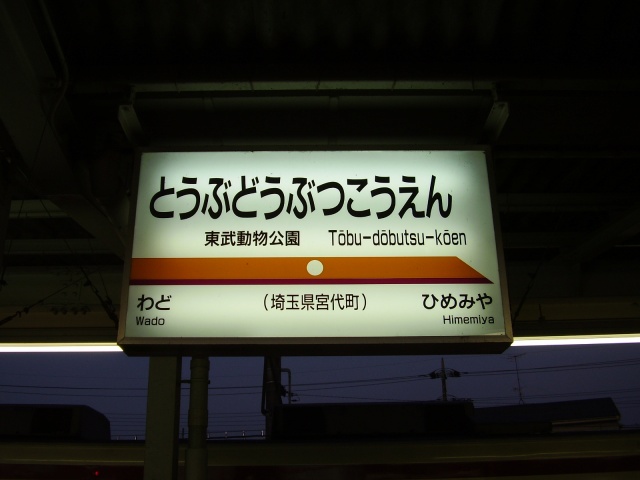 とうぶどうぶつこうえん
東武動物公園 Tōbu-dōbutsu-kōen
わど (埼玉県宮代町) ひめみや
Wado Himemiya